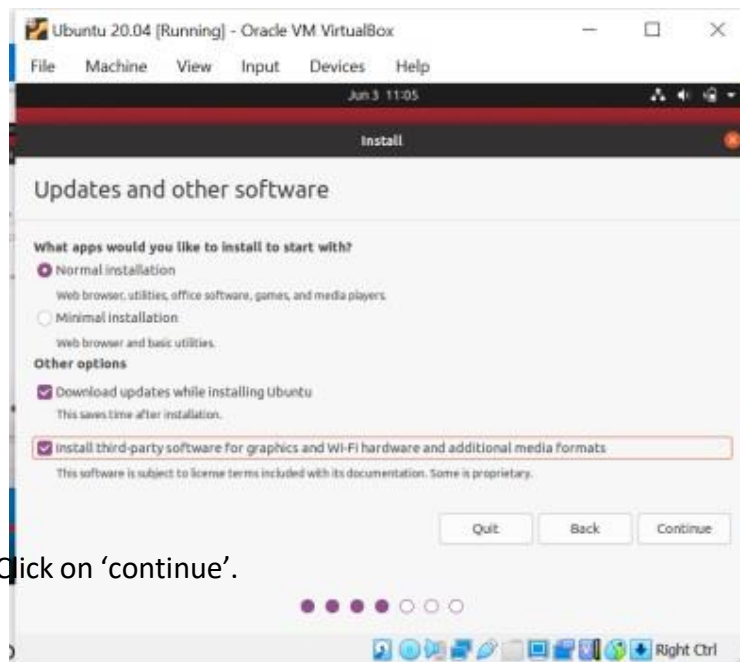 Ubuntu 20.04 [Running] - Oracle VM VirtualBox
File Machine View Input Devices Help
Jun 3 11:05
Install
Updates and other software
What apps would you like to install to start with?
Normal installation
Web browser, utilities, office software, games, and media players.
Minimal installation
Web browser and basic utilities.
Other options
Download updates while installing Ubuntu
This saves time after installation.
Install third-party software for graphics and Wi-Fi hardware and additional media formats
This software is subject to license terms included with its documentation. Some is proprietary.
Quit Back Continue
Click on ‘continue’.
Right Ctrl